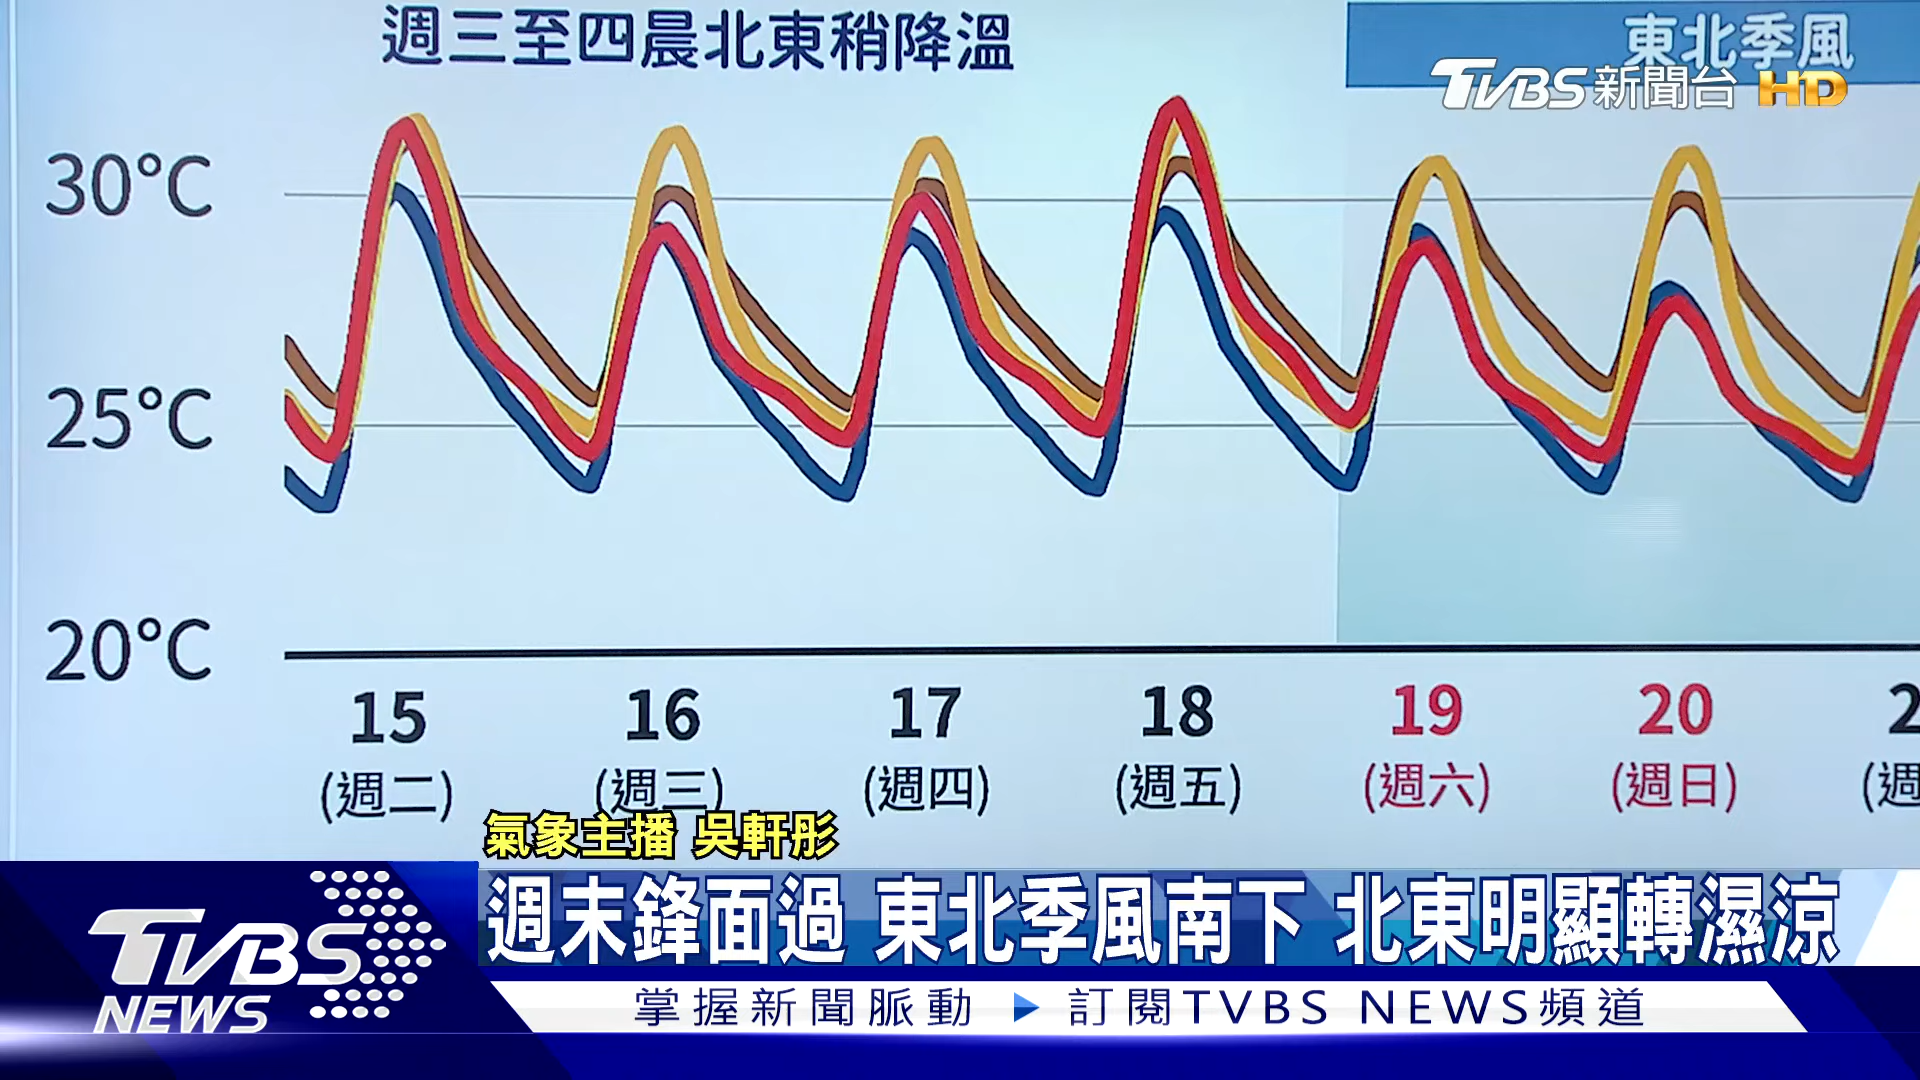 週三至四晨北東稍降溫
東北季風
TVBS新聞台 HD
30°C
25°C
20°C
15 16 17 18 19 20 2
(週二) (週三) (週四) (週五) (週六) (週日) (週
氣象主播 吳軒彤
週末鋒面過 東北季風南下 北東明顯轉濕涼
TVBS NEWS
掌握新聞脈動 ▶ 訂閱TVBS NEWS頻道